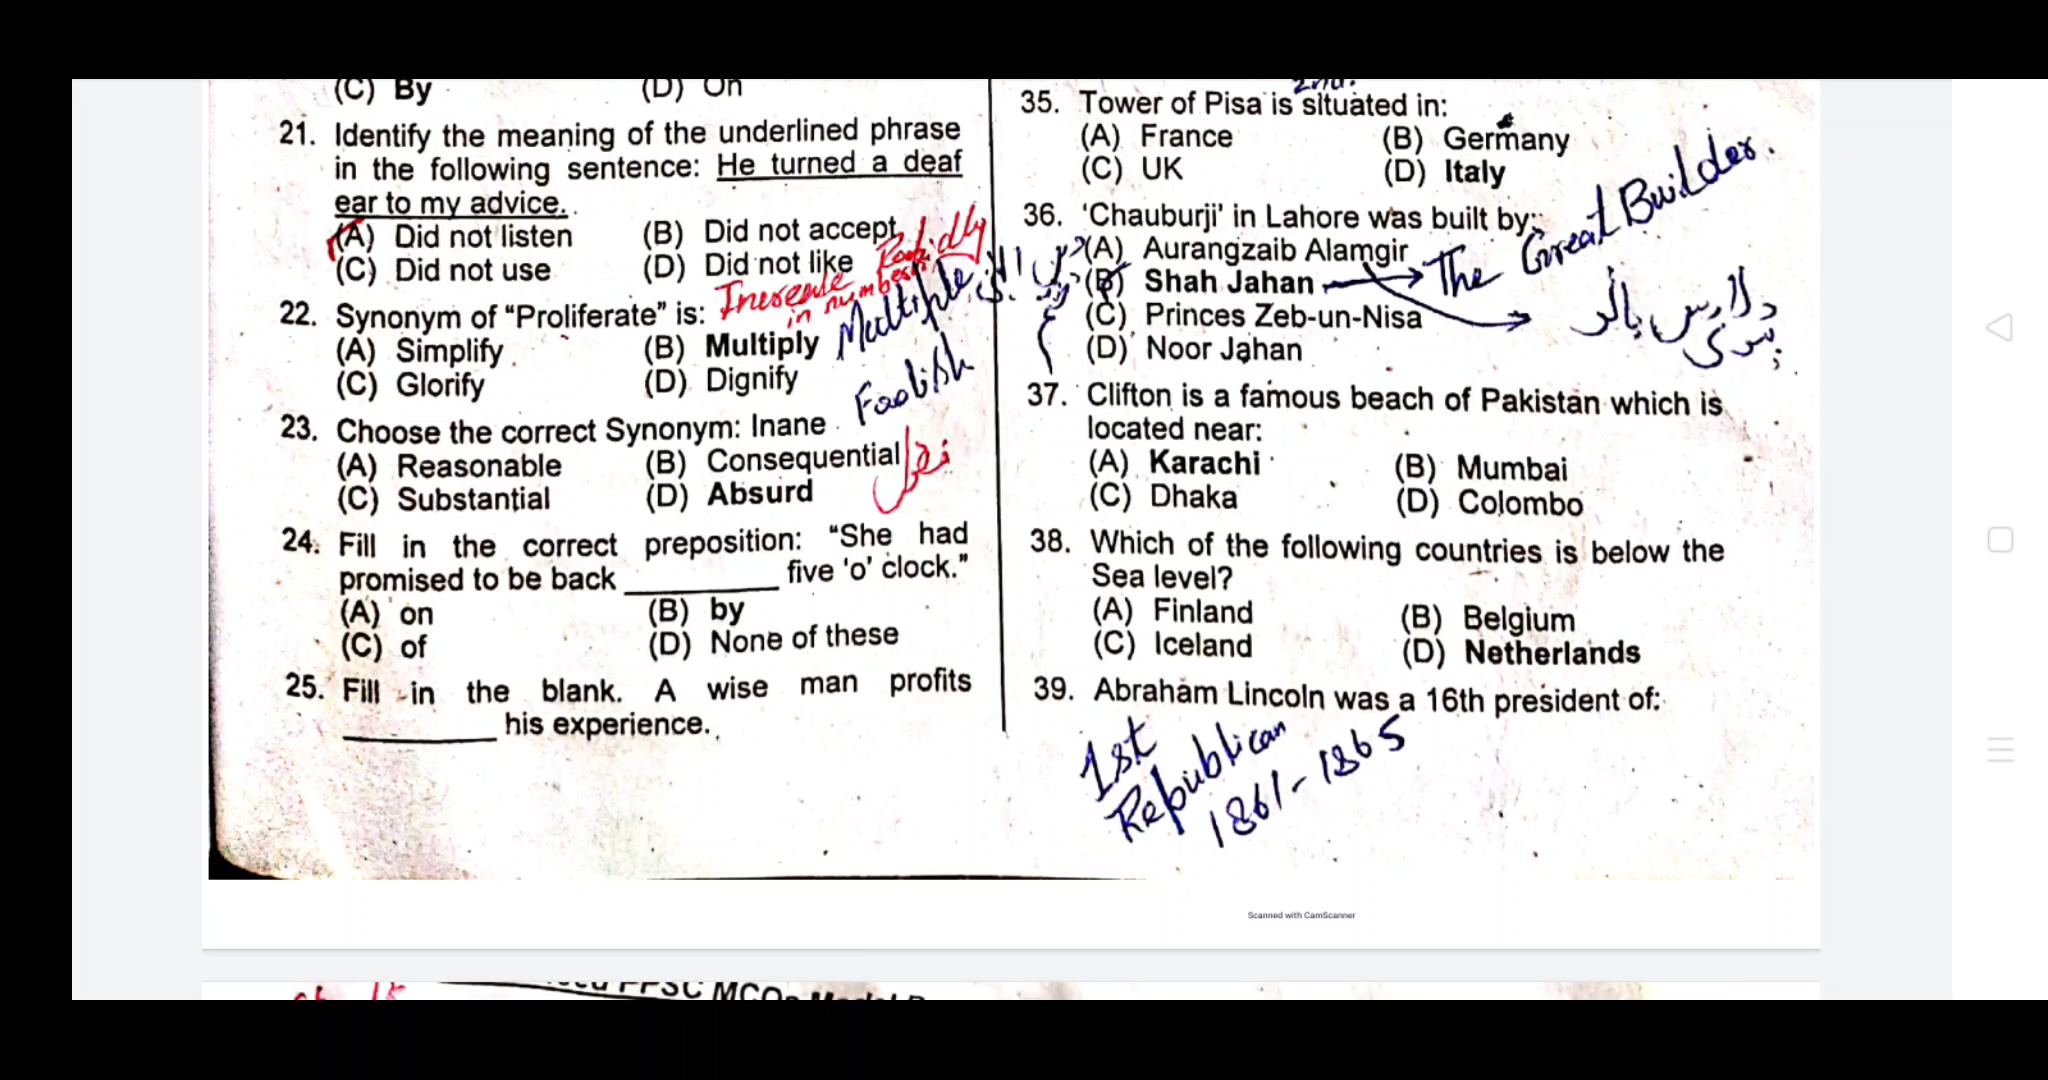 (C) By (D) On
21. Identify the meaning of the underlined phrase
in the following sentence: He turned a deaf
ear to my advice.
(A) Did not listen (B) Did not accept
(C) Did not use (D) Did not like
Rapidly
22. Synonym of “Proliferate” is:
in numbers
(A) Simplify (B) Multiply
Multiple
(C) Glorify (D) Dignify
Foolish
23. Choose the correct Synonym: Inane
(A) Reasonable (B) Consequential
(C) Substantial (D) Absurd
24. Fill in the correct preposition: “She had
promised to be back ________ five 'o' clock.”
(A) on (B) by
(C) of (D) None of these
25. Fill in the blank. A wise man profits
________ his experience.
2nd.
35. Tower of Pisa is situated in:
(A) France (B) Germany
(C) UK (D) Italy
36. ‘Chauburji’ in Lahore was built by:
(A) Aurangzaib Alamgir
(B) Shah Jahan
The Great Builder.
(C) Princes Zeb-un-Nisa
(D) Noor Jahan
37. Clifton is a famous beach of Pakistan which is
located near:
(A) Karachi (B) Mumbai
(C) Dhaka (D) Colombo
38. Which of the following countries is below the
Sea level?
(A) Finland (B) Belgium
(C) Iceland (D) Netherlands
39. Abraham Lincoln was a 16th president of:
1st
Republican
1861-1865
Scanned with CamScanner
PPSC MCQs Model